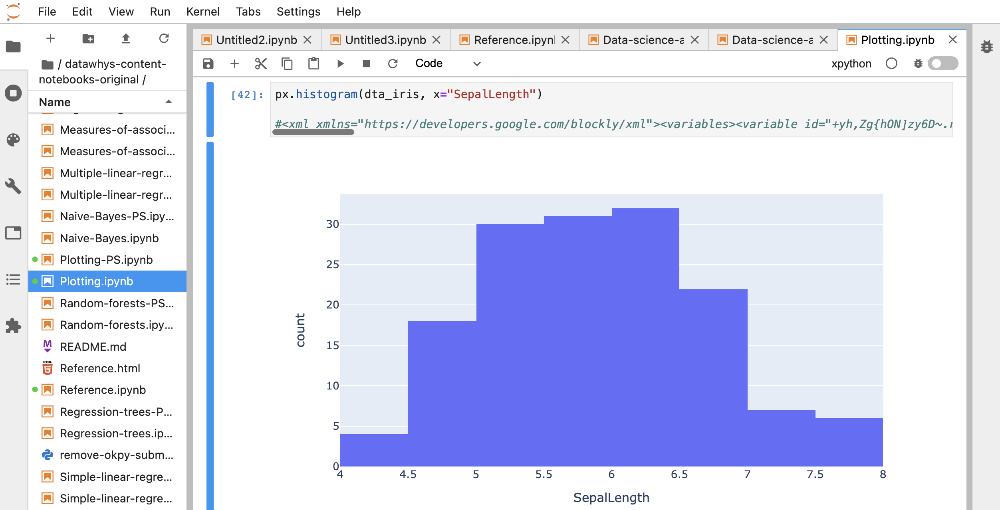 File Edit View Run Kernel Tabs Settings Help
/ datawhys-content-
notebooks-original /
Name
Measures-of-associ...
Measures-of-associ...
Multiple-linear-regr...
Multiple-linear-regr...
Naive-Bayes-PS.ipy...
Naive-Bayes.ipynb
Plotting-PS.ipynb
Plotting.ipynb
Random-forests-PS...
Random-forests.ipy...
README.md
Reference.html
Reference.ipynb
Regression-trees-P...
Regression-trees.ip...
remove-okpy-subm...
Simple-linear-regre...
Simple-linear-regre...
Untitled2.ipynb Untitled3.ipynb Reference.ipynl Data-science-a Data-science-a Plotting.ipynb
Code xpython
[42]: px.histogram(dta_iris, x="SepalLength")
#<xml xmlns="https://developers.google.com/blockly/xml"><variables><variable id="+yh,Zg{hON]zy6D~.r
30
25
20
15
10
5
0
count
4 4.5 5 5.5 6 6.5 7 7.5 8
SepalLength